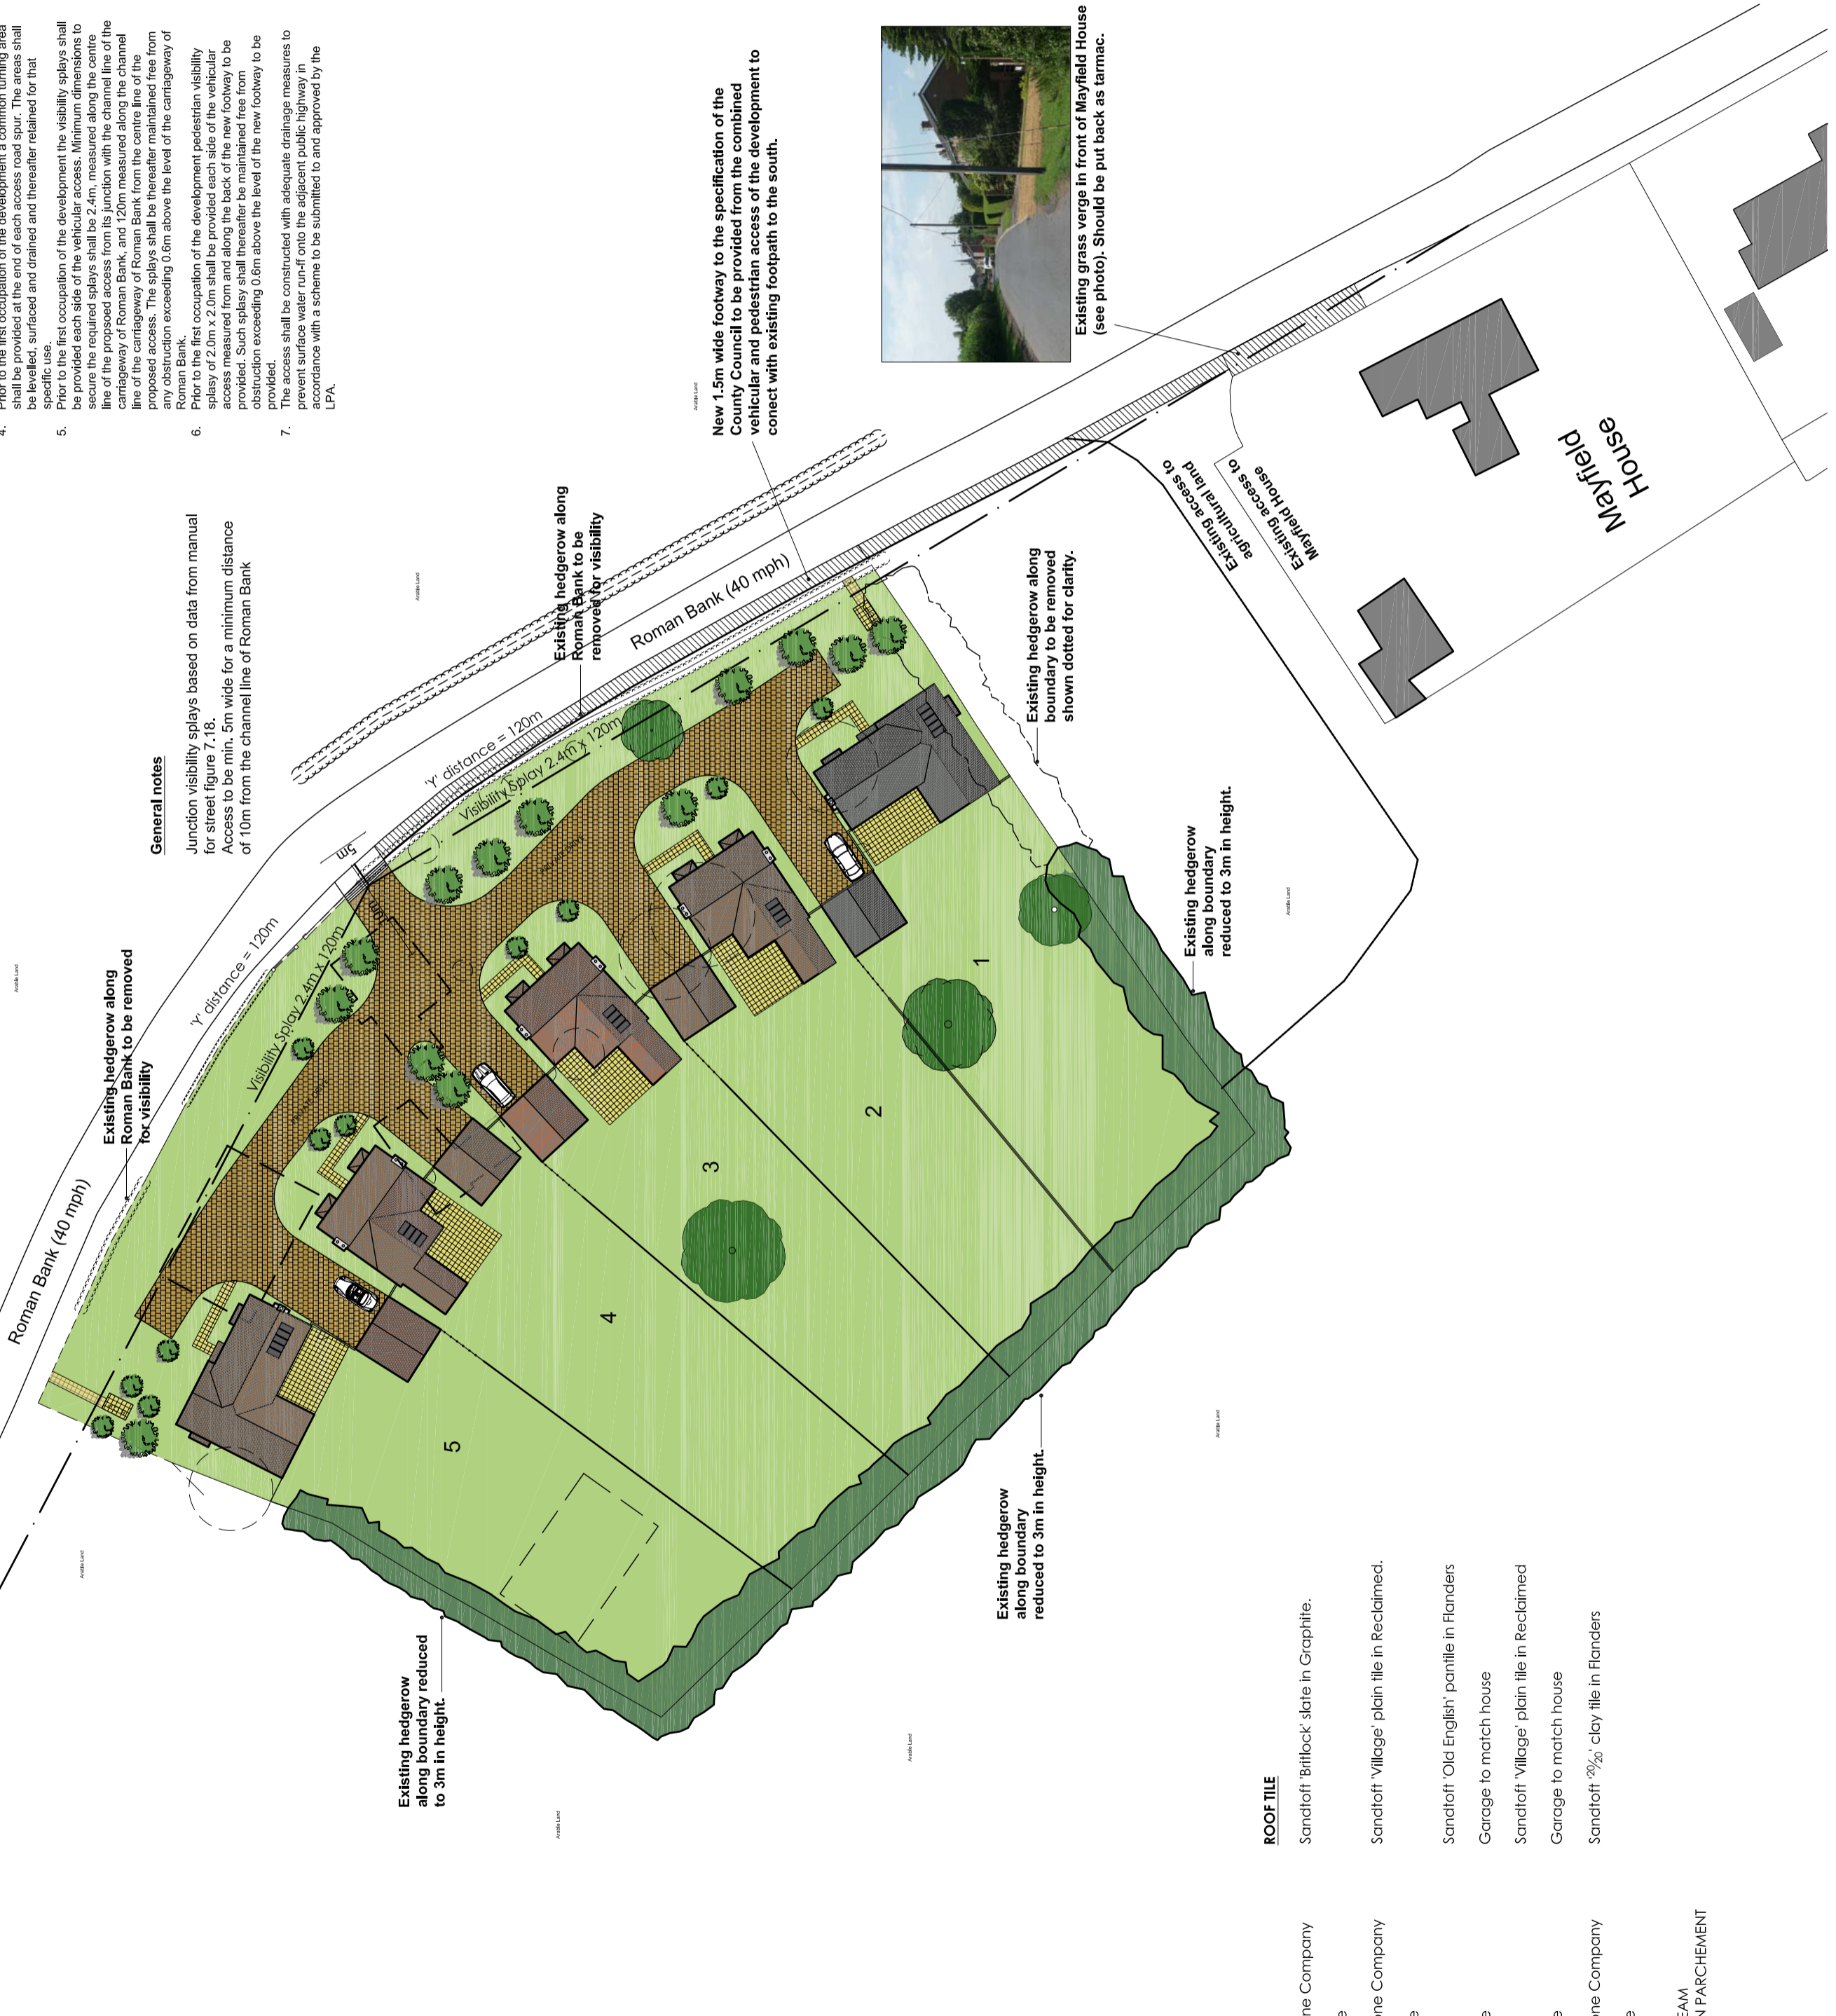 4. Prior to the first occupation of the development a common turning area
shall be provided at the end of each access road spur. The areas shall
be levelled, surfaced and drained and thereafter retained for that
specific use.
5. Prior to the first occupation of the development the visibility splays shall
be provided each side of the vehicular access. Minimum dimensions to
secure the required splays shall be 2.4m, measured along the centre
line of the propsoed access from its junction with the channel line of the
carriageway of Roman Bank, and 120m measured along the channel
line of the carriageway of Roman Bank from the centre line of the
proposed access. The splays shall be thereafter maintained free from
any obstruction exceeding 0.6m above the level of the carriageway of
Roman Bank.
6. Prior to the first occupation of the development pedestrian visibility
splasy of 2.0m x 2.0m shall be provided each side of the vehicular
access measured from and along the back of the new footway to be
provided. Such splasy shall thereafter be maintained free from
obstruction exceeding 0.6m above the level of the new footway to be
provided.
7. The access shall be constructed with adequate drainage measures to
prevent surface water run-ff onto the adjacent public highway in
accordance with a scheme to be submitted to and approved by the
LPA.
General notes
Junction visibility splays based on data from manual
for street figure 7.18.
Access to be min. 5m wide for a minimum distance
of 10m from the channel line of Roman Bank
New 1.5m wide footway to the specification of the
County Council to be provided from the combined
vehicular and pedestrian access of the development to
conect with existing footpath to the south.
Existing grass verge in front of Mayfield House
(see photo). Should be put back as tarmac.
Existing hedgerow along
Roman Bank to be
removed for visibility
Roman Bank (40 mph)
'Y' distance = 120m
Visibility Splay 2.4m x 120m
5m
10m
'Y' distance = 120m
Visibility Splay 2.4m x 120m
Existing hedgerow along
Roman Bank to be removed
for visibility
Roman Bank (40 mph)
Existing access to
agricultural land
Existing access to
Mayfield House
Mayfield
House
Existing hedgerow along
boundary to be removed
shown dotted for clarity.
Existing hedgerow
along boundary
reduced to 3m in height.
1
2
3
4
5
Existing hedgerow
along boundary
reduced to 3m in height.
Existing hedgerow
along boundary reduced
to 3m in height.
Arable Land
Arable Land
Arable Land
Arable Land
Arable Land
Arable Land
Arable Land
Arable Land
ROOF TILE
Sandtoft 'Britlock' slate in Graphite.
Sandtoft 'Village' plain tile in Reclaimed.
Sandtoft 'Old English' pantile in Flanders
Garage to match house
Sandtoft 'Village' plain tile in Reclaimed
Garage to match house
Sandtoft '20/20' clay tile in Flanders
ne Company
e
ne Company
e
e
e
ne Company
e
EAM
N PARCHEMENT